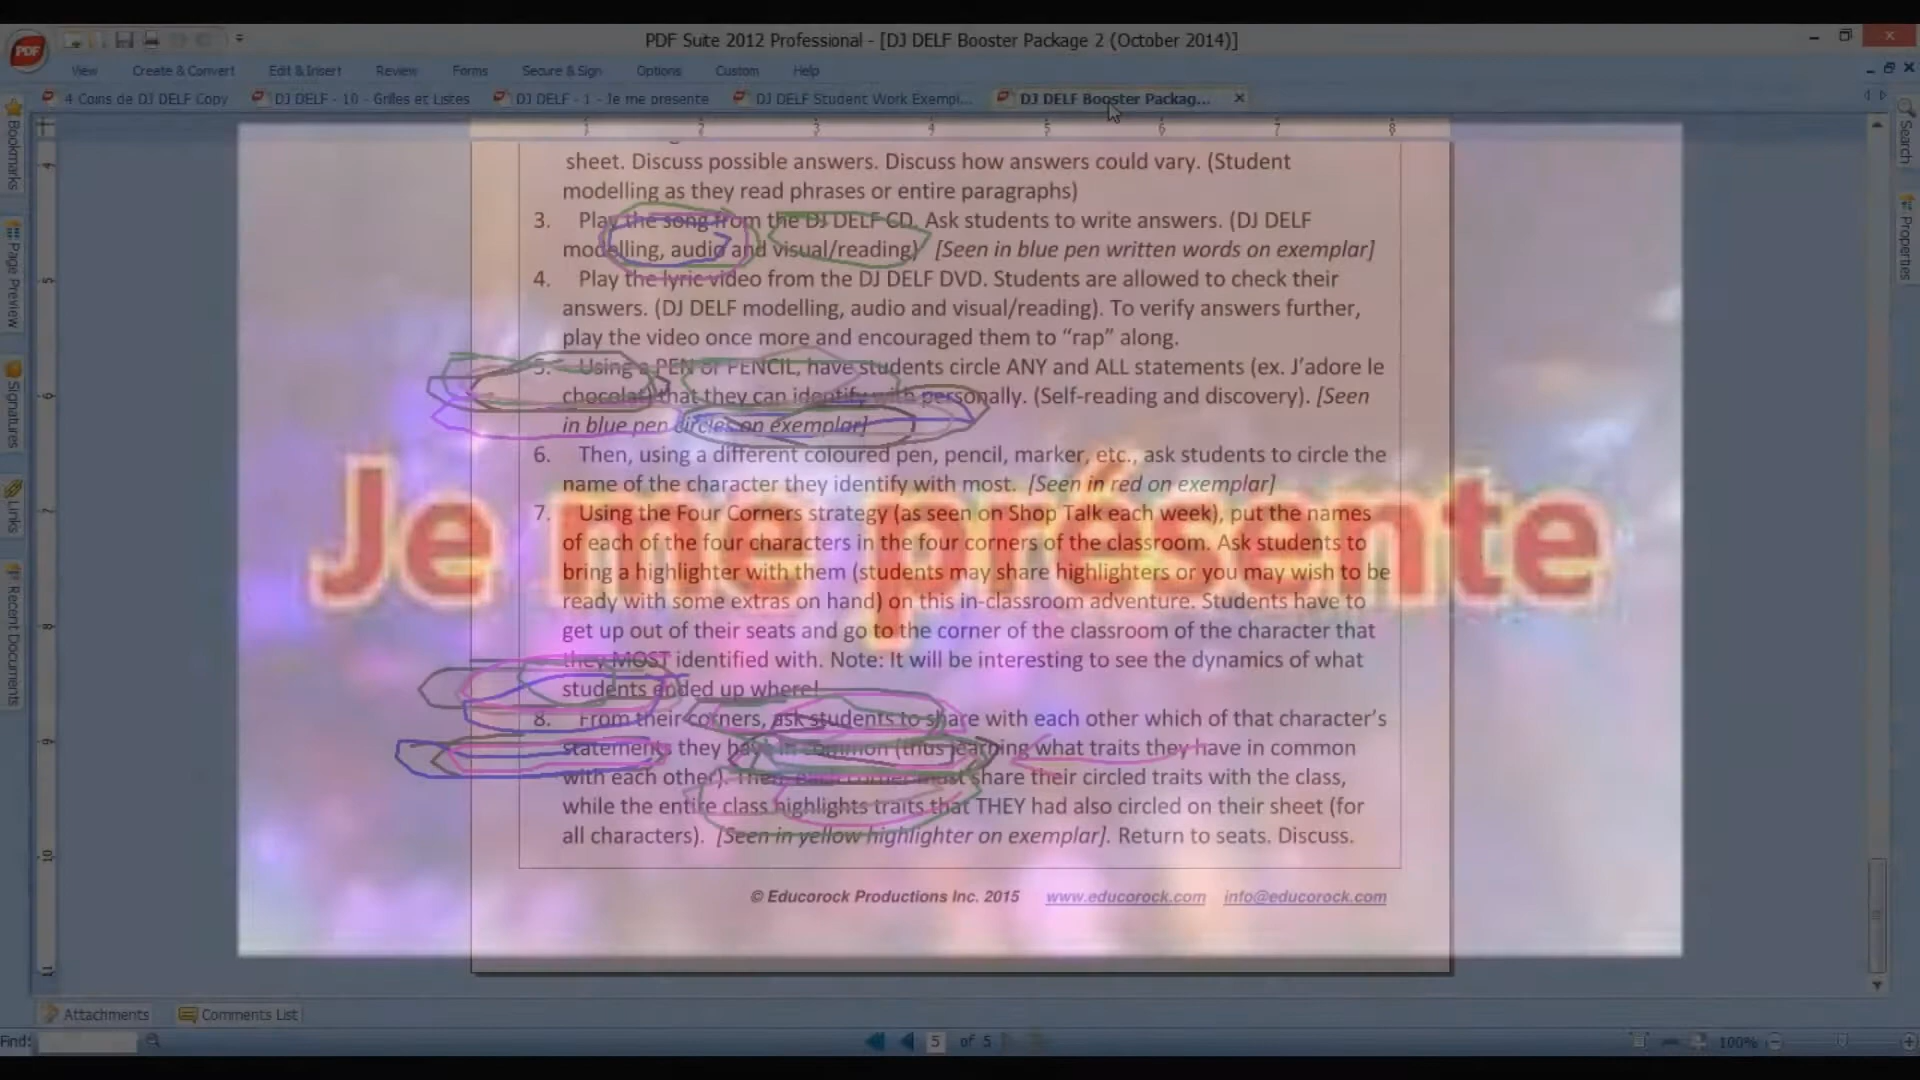 PDF Suite 2012 Professional - [DJ DELF Booster Package 2 (October 2014)]
View Create & Convert Edit & Insert Review Forms Secure & Sign Options Custom Help
4 Coins de DJ DELF Copy DJ DELF - 10 - Grilles et Listes DJ DELF - 1 - Je me presente DJ DELF Student Work Exempl... DJ DELF Booster Packag...
1 2 3 4 5 6 7 8
sheet. Discuss possible answers. Discuss how answers could vary. (Student
modelling as they read phrases or entire paragraphs)
3. Play the song from the DJ DELF CD. Ask students to write answers. (DJ DELF
modelling, audio and visual/reading) [Seen in blue pen written words on exemplar]
4. Play the lyric video from the DJ DELF DVD. Students are allowed to check their
answers. (DJ DELF modelling, audio and visual/reading). To verify answers further,
play the video once more and encouraged them to “rap” along.
5. Using a PEN or PENCIL, have students circle ANY and ALL statements (ex. J’adore le
chocolat) that they can identify with personally. (Self-reading and discovery). [Seen
in blue pen circles on exemplar]
6. Then, using a different coloured pen, pencil, marker, etc., ask students to circle the
name of the character they identify with most. [Seen in red on exemplar]
7. Using the Four Corners strategy (as seen on Shop Talk each week), put the names
of each of the four characters in the four corners of the classroom. Ask students to
bring a highlighter with them (students may share highlighters or you may wish to be
ready with some extras on hand) on this in-classroom adventure. Students have to
get up out of their seats and go to the corner of the classroom of the character that
they MOST identified with. Note: It will be interesting to see the dynamics of what
students ended up where!
8. From their corners, ask students to share with each other which of that character’s
statements they have in common (thus learning what traits they have in common
with each other). Then, each corner must share their circled traits with the class,
while the entire class highlights traits that THEY had also circled on their sheet (for
all characters). [Seen in yellow highlighter on exemplar]. Return to seats. Discuss.
© Educorock Productions Inc. 2015 www.educorock.com info@educorock.com
Je me présente
Bookmarks
Page Preview
Signatures
Links
Recent Documents
Search
Properties
4
5
6
7
8
9
10
11
Attachments Comments List
Find: 5 of 5 100%